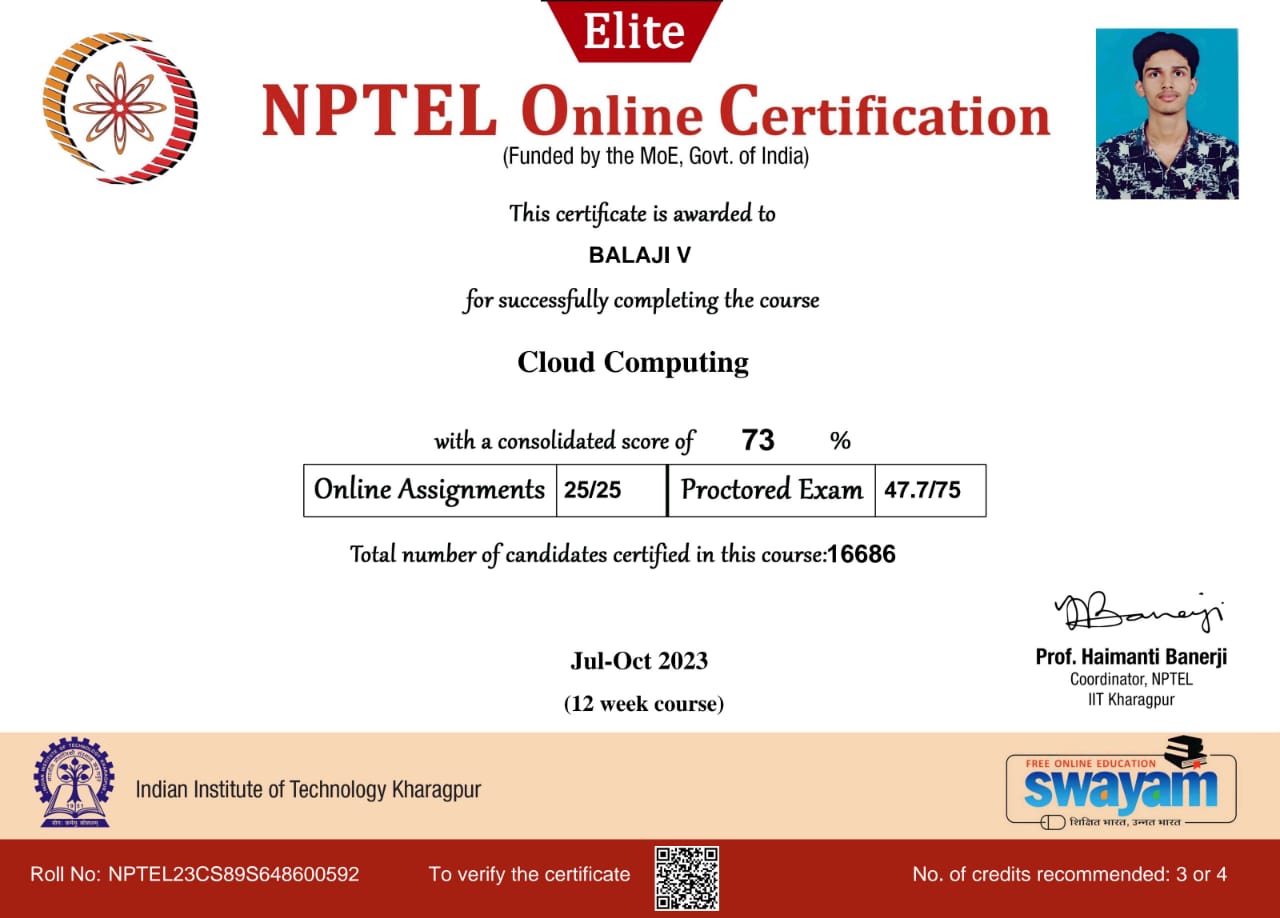 Elite
NPTEL Online Certification
(Funded by the MoE, Govt. of India)
This certificate is awarded to
BALAJI V
for successfully completing the course
Cloud Computing
with a consolidated score of 73 %
Online Assignments 25/25 Proctored Exam 47.7/75
Total number of candidates certified in this course:16686
Jul-Oct 2023
(12 week course)
Prof. Haimanti Banerji
Coordinator, NPTEL
IIT Kharagpur
Indian Institute of Technology Kharagpur
FREE ONLINE EDUCATION
swayam
शिक्षित भारत, उन्नत भारत
Roll No: NPTEL23CS89S648600592
To verify the certificate
No. of credits recommended: 3 or 4